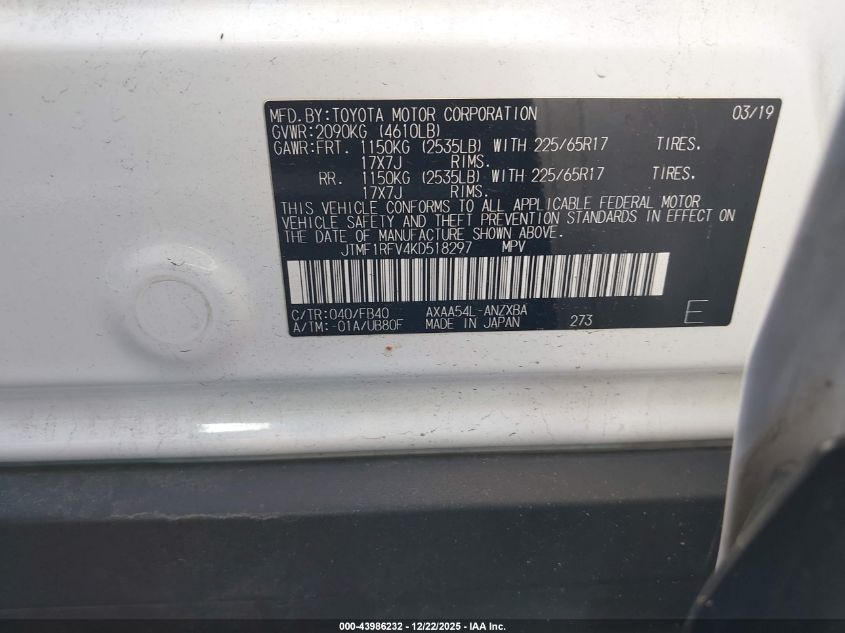 MFD. BY:TOYOTA MOTOR CORPORATION 03/19
GVWR:2090KG (4610LB)
GAWR:FRT. 1150KG (2535LB) WITH 225/65R17 TIRES.
17X7J RIMS.
RR. 1150KG (2535LB) WITH 225/65R17 TIRES.
17X7J RIMS.
THIS VEHICLE CONFORMS TO ALL APPLICABLE FEDERAL MOTOR
VEHICLE SAFETY AND THEFT PREVENTION STANDARDS IN EFFECT ON
THE DATE OF MANUFACTURE SHOWN ABOVE.
JTMF1RFV4KD518297 MPV
C/TR:040/FB40 AXAA54L-ANZXBA
A/TM:-01A/UB80F MADE IN JAPAN 273 E
000-43986232 - 12/22/2025 - IAA Inc.